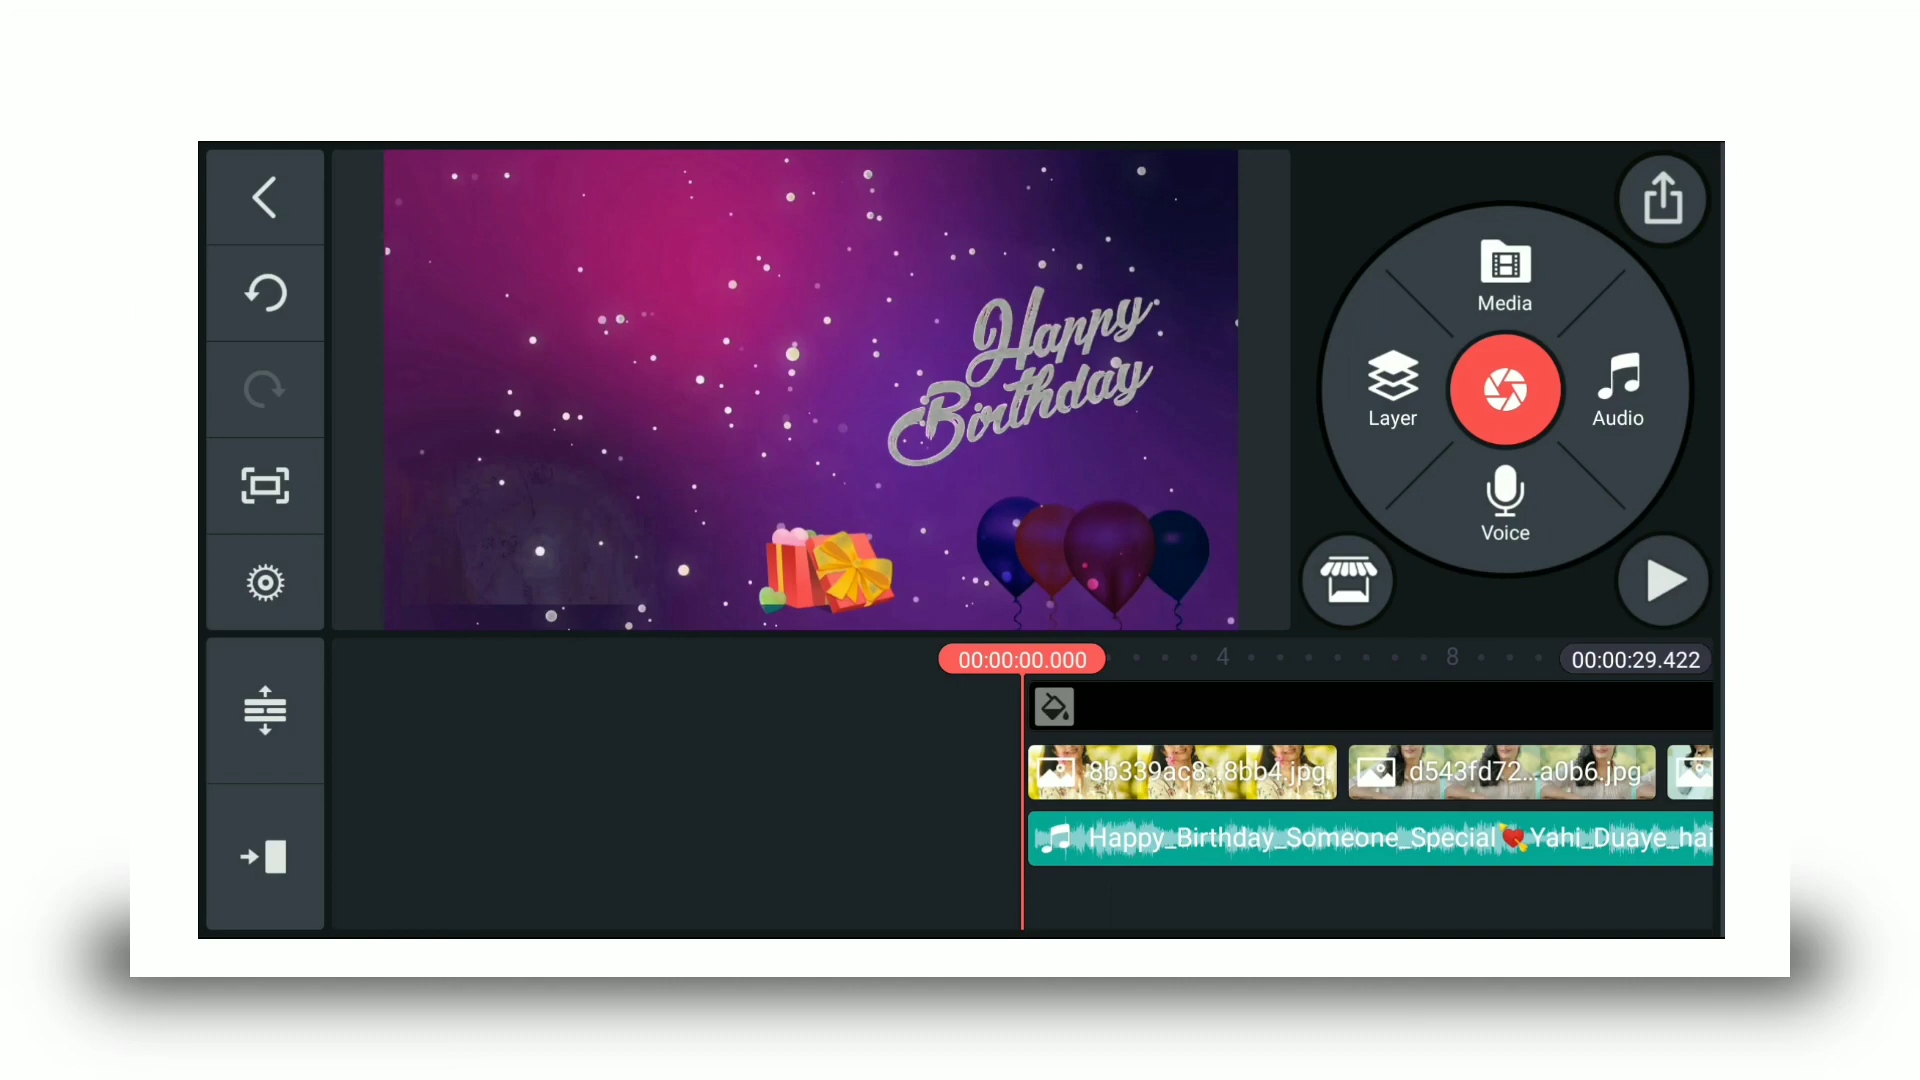 Happy
Birthday
Media
Layer
Audio
Voice
00:00:00.000
4
8
00:00:29.422
8b339ac8...8bb4.jpg
d543fd72...a0b6.jpg
Happy_Birthday_Someone_Special💘Yahi_Duaye_hai